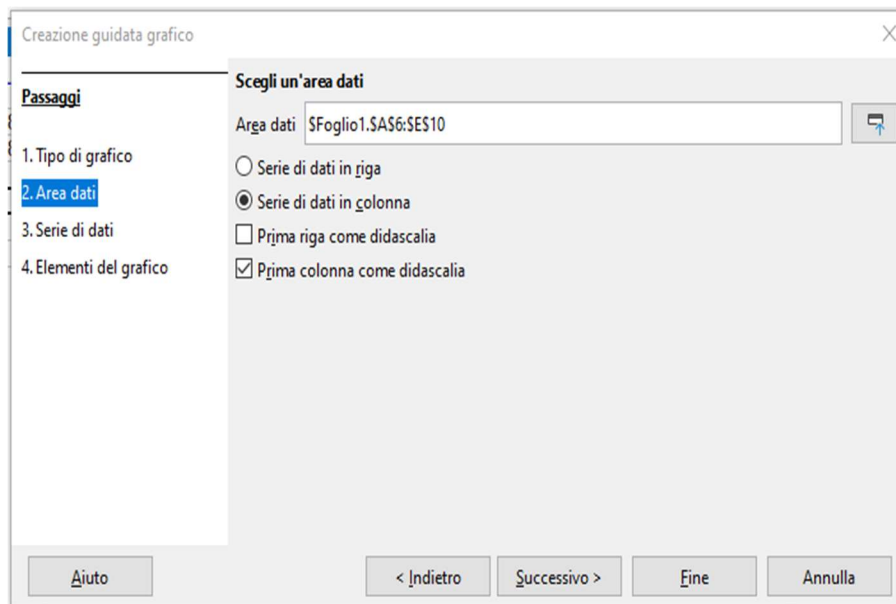 Creazione guidata grafico
Passaggi
1. Tipo di grafico
2. Area dati
3. Serie di dati
4. Elementi del grafico
Scegli un'area dati
Area dati $Foglio1.$A$6:$E$10
Serie di dati in riga
Serie di dati in colonna
Prima riga come didascalia
Prima colonna come didascalia
Aiuto
< Indietro
Successivo >
Fine
Annulla